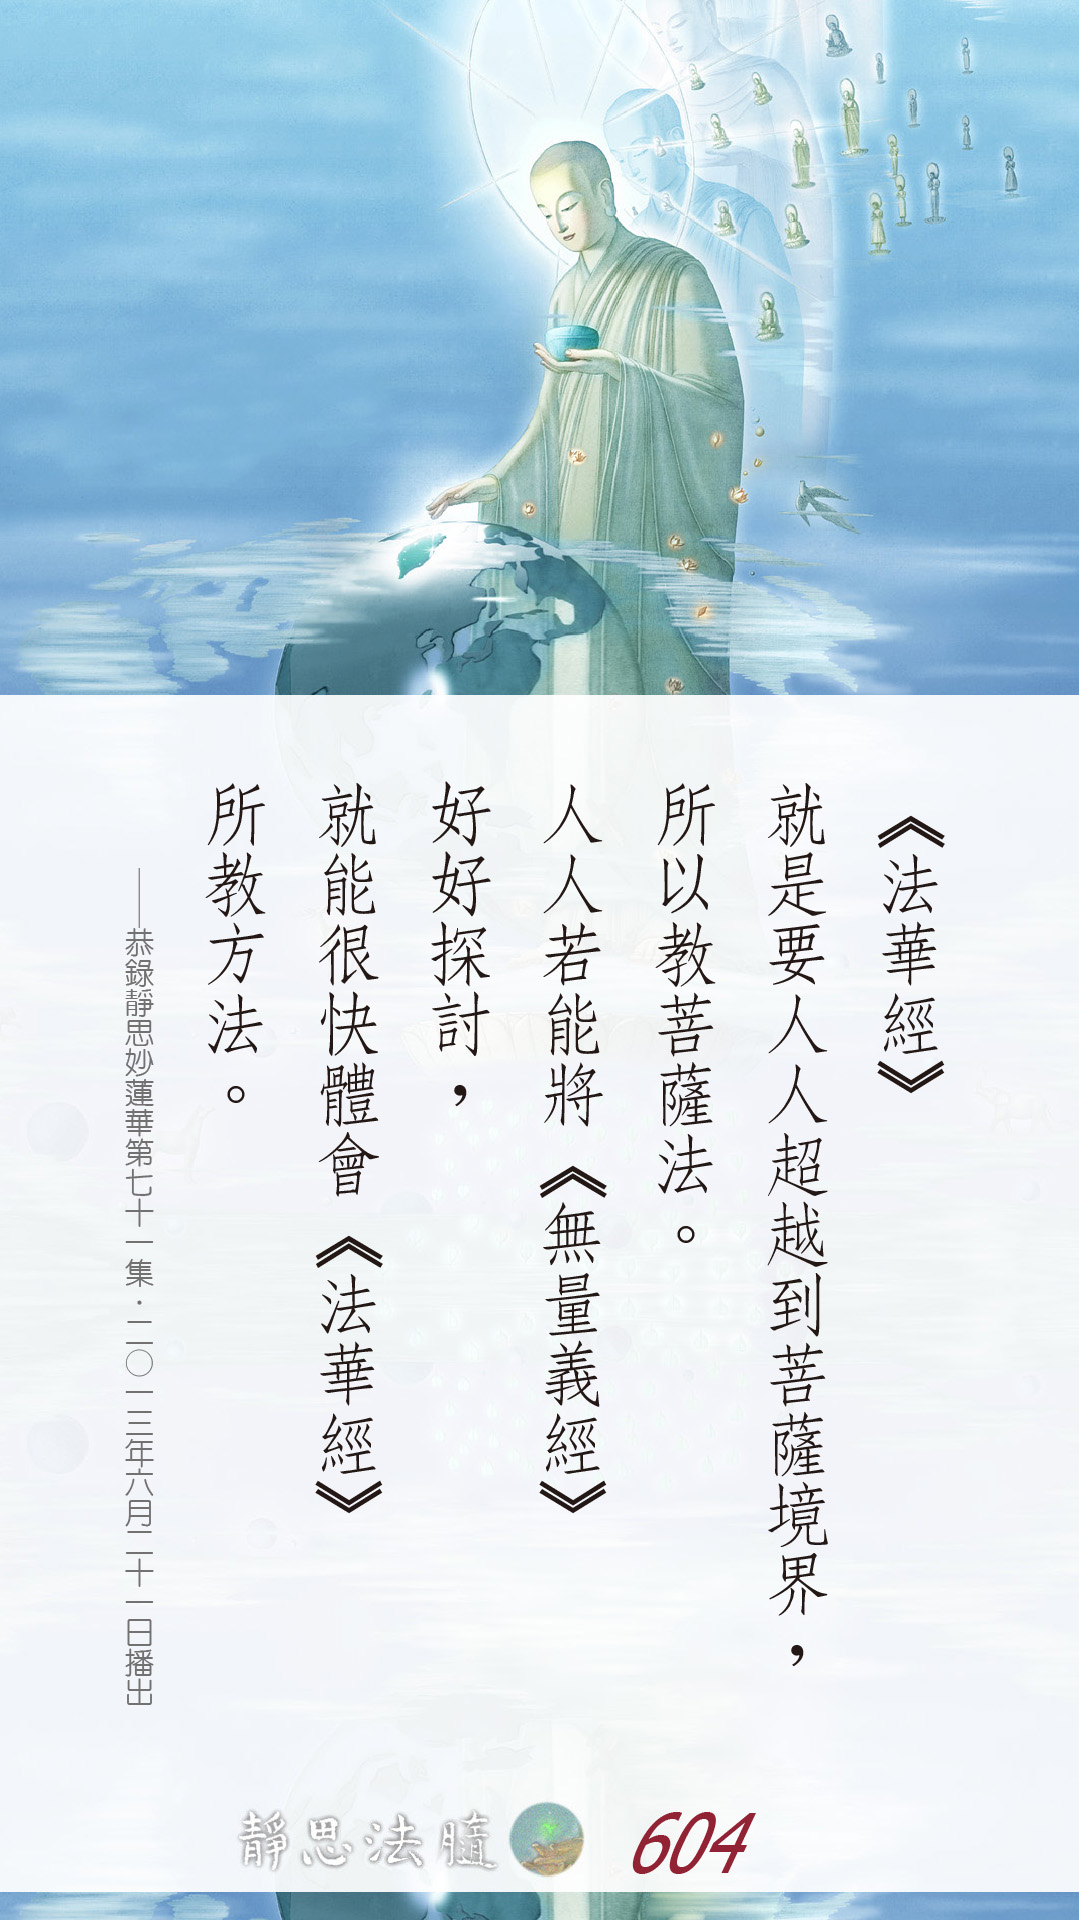 《法華經》
就是要人人超越到菩薩境界，
所以教菩薩法。
人人若能將《無量義經》
好好探討，
就能很快體會《法華經》
所教方法。
——恭錄靜思妙蓮華第七十一集．二〇一三年六月二十一日播出
靜思法髓
604